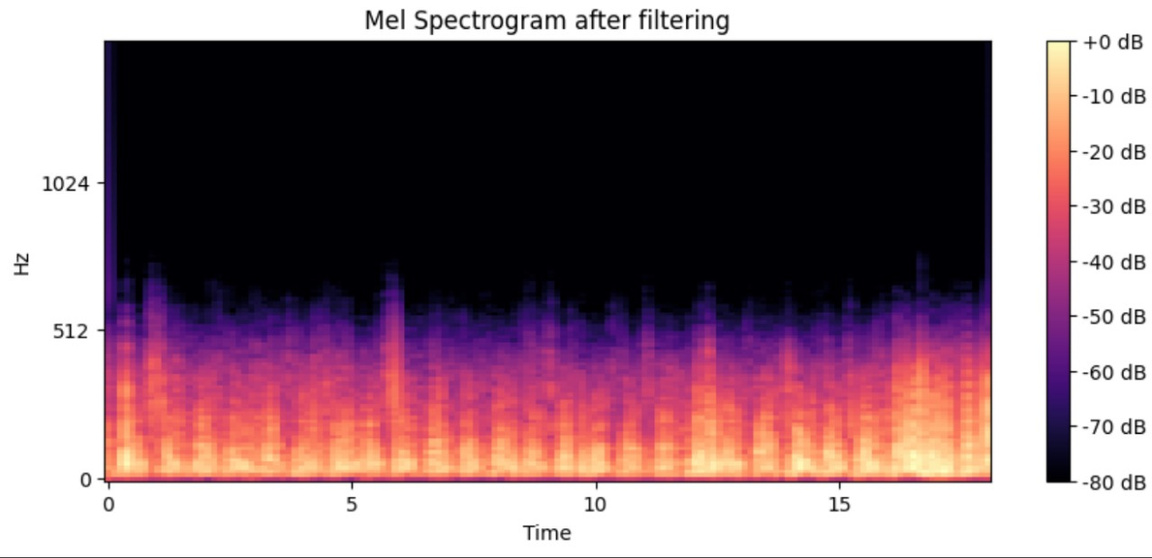 Mel Spectrogram after filtering
+0 dB
-10 dB
-20 dB
-30 dB
-40 dB
-50 dB
-60 dB
-70 dB
-80 dB
Hz
1024
512
0
0 5 10 15
Time